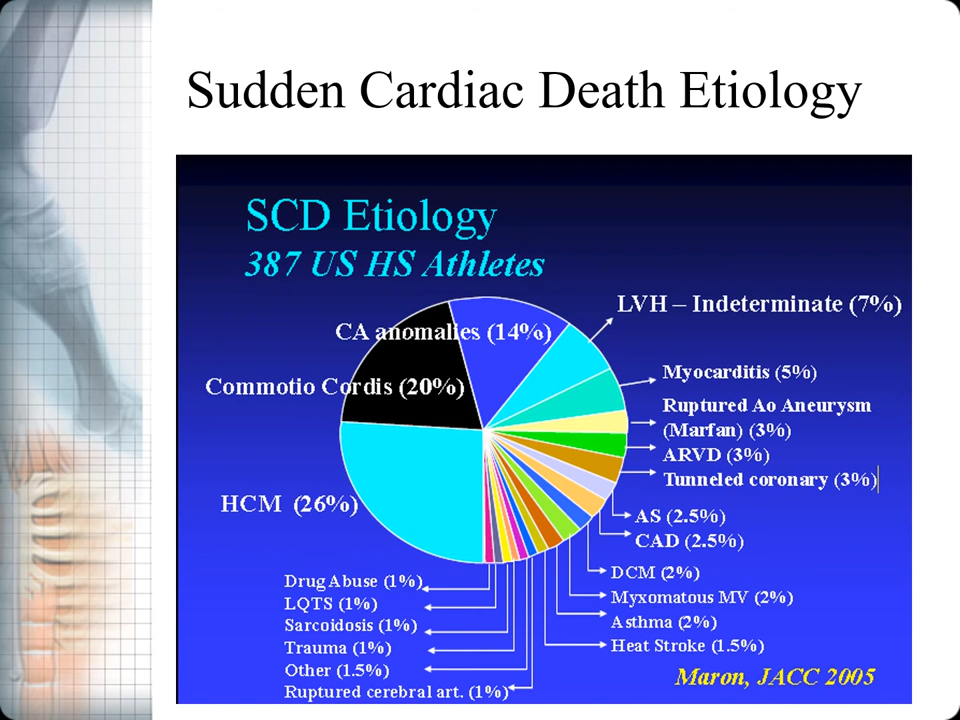 Sudden Cardiac Death Etiology
SCD Etiology
387 US HS Athletes
LVH – Indeterminate (7%)
CA anomalies (14%)
Myocarditis (5%)
Commotio Cordis (20%)
Ruptured Ao Aneurysm
(Marfan) (3%)
ARVD (3%)
Tunneled coronary (3%)
HCM (26%)
AS (2.5%)
CAD (2.5%)
DCM (2%)
Myxomatous MV (2%)
Asthma (2%)
Heat Stroke (1.5%)
Drug Abuse (1%)
LQTS (1%)
Sarcoidosis (1%)
Trauma (1%)
Other (1.5%)
Ruptured cerebral art. (1%)
Maron, JACC 2005